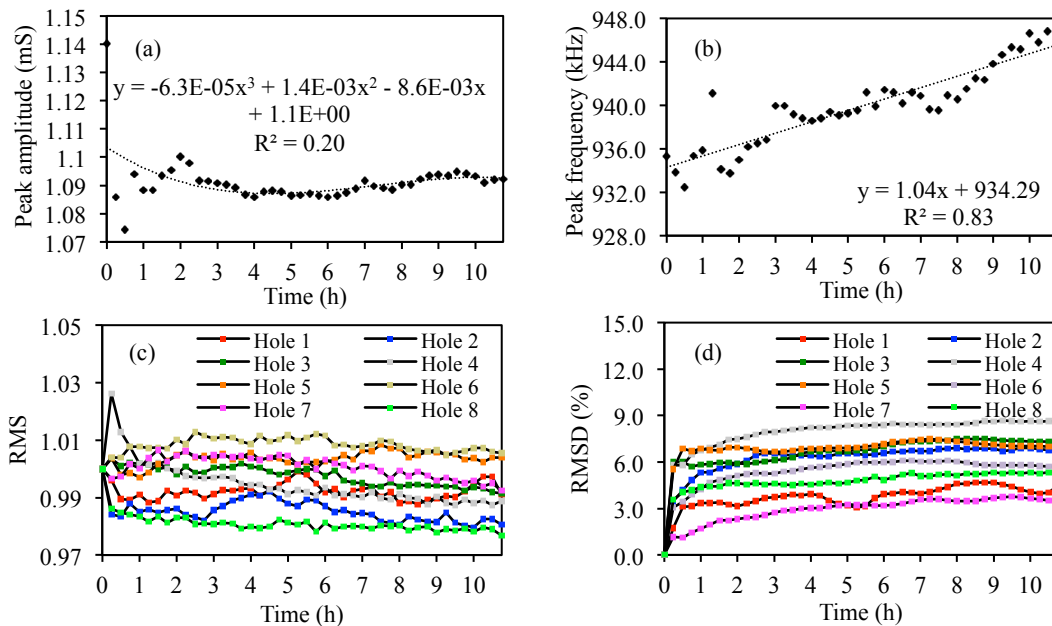 1.15
1.14
1.13
1.12
1.11
1.1
1.09
1.08
1.07
Peak amplitude (mS)
(a)
y = -6.3E-05x³ + 1.4E-03x² - 8.6E-03x
+ 1.1E+00
R² = 0.20
0 1 2 3 4 5 6 7 8 9 10
Time (h)
948.0
944.0
940.0
936.0
932.0
928.0
Peak frequency (kHz)
(b)
y = 1.04x + 934.29
R² = 0.83
0 1 2 3 4 5 6 7 8 9 10
Time (h)
1.05
1.03
1.01
0.99
0.97
RMS
(c)
Hole 1 Hole 2
Hole 3 Hole 4
Hole 5 Hole 6
Hole 7 Hole 8
0 1 2 3 4 5 6 7 8 9 10
Time (h)
15.0
12.0
9.0
6.0
3.0
0.0
RMSD (%)
(d)
Hole 1 Hole 2
Hole 3 Hole 4
Hole 5 Hole 6
Hole 7 Hole 8
0 1 2 3 4 5 6 7 8 9 10
Time (h)